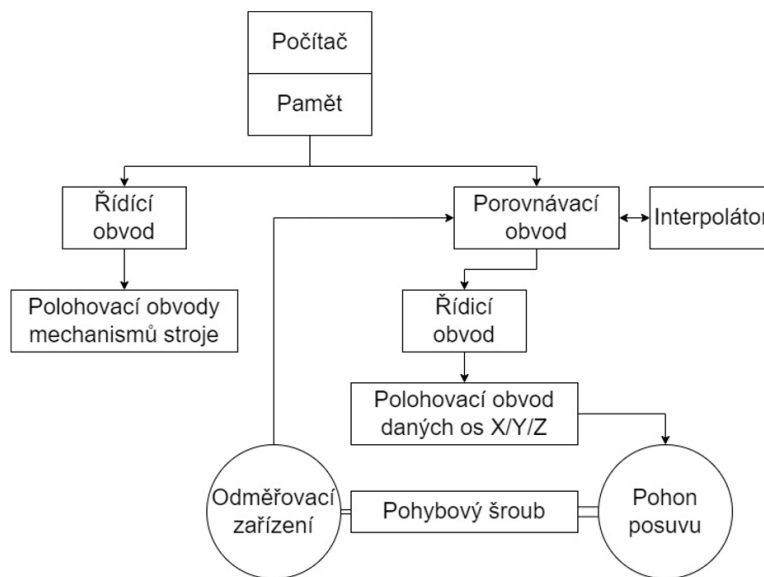 Počítač
Pamět
Řídící
obvod
Porovnávací
obvod
Interpolátor
Polohovací obvody
mechanismů stroje
Řídicí
obvod
Polohovací obvod
daných os X/Y/Z
Odměřovací
zařízení
Pohybový šroub
Pohon
posuvu